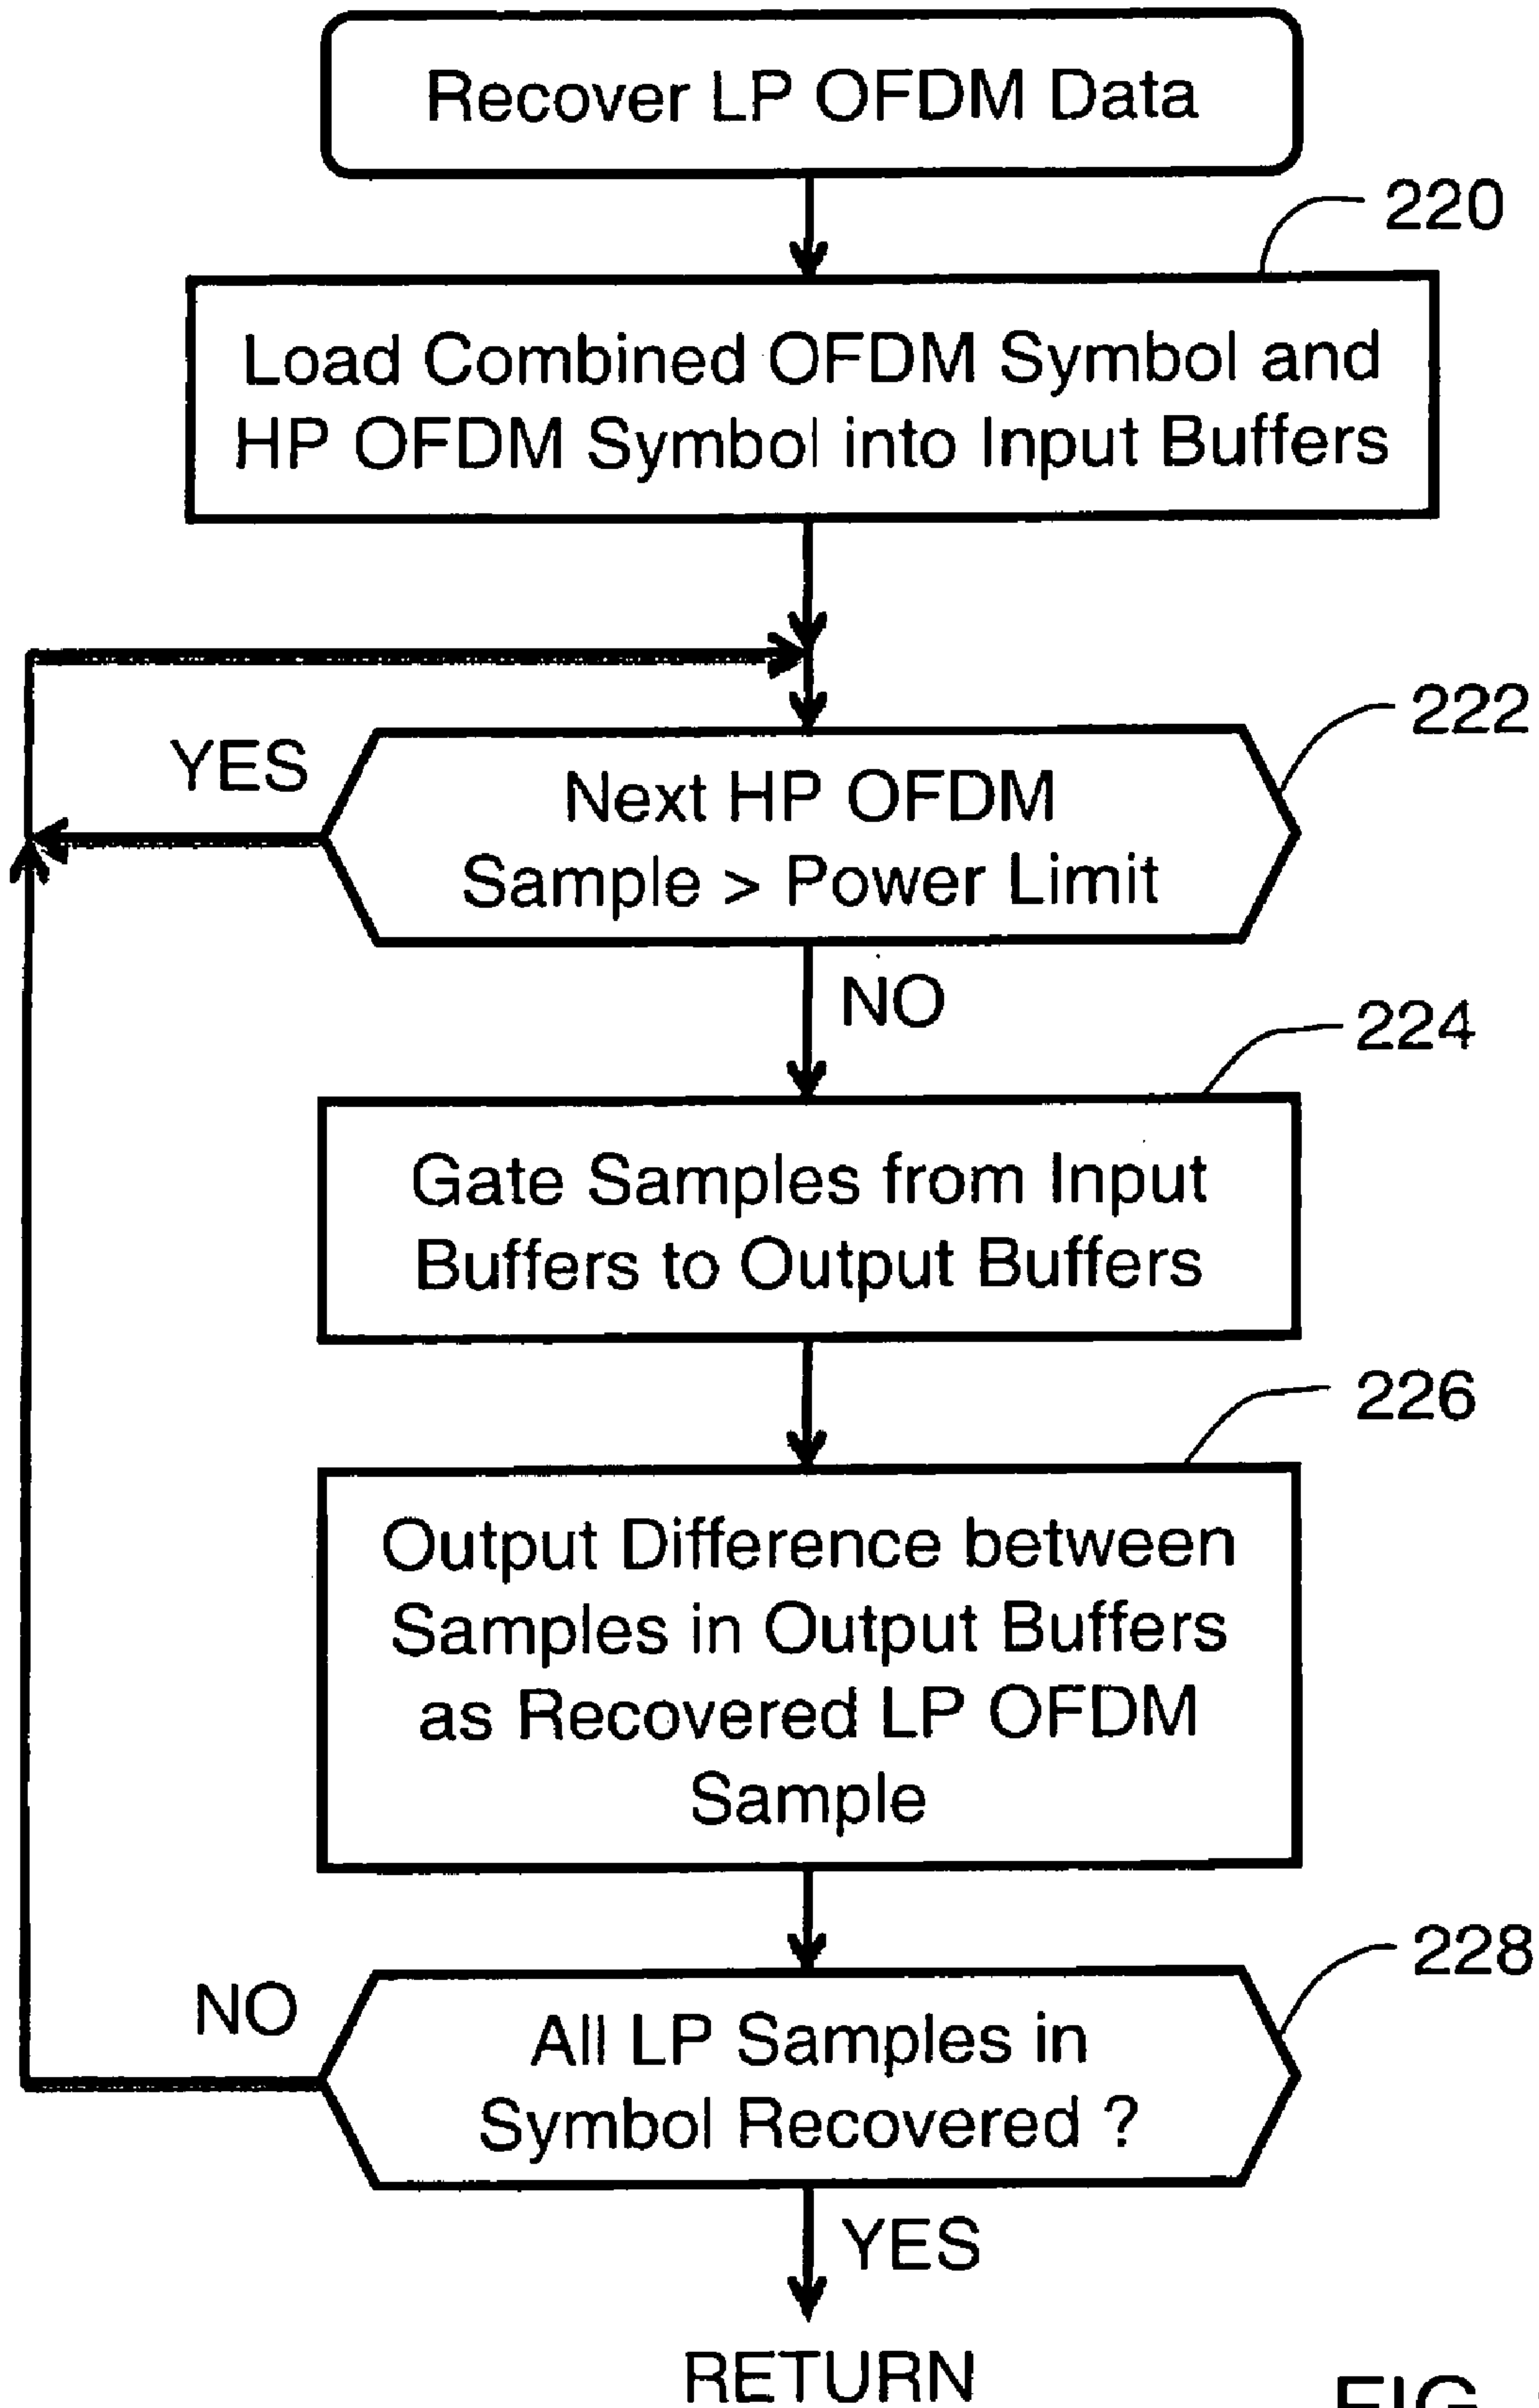 Recover LP OFDM Data
220
Load Combined OFDM Symbol and
HP OFDM Symbol into Input Buffers
222
YES
Next HP OFDM
Sample > Power Limit
NO
224
Gate Samples from Input
Buffers to Output Buffers
226
Output Difference between
Samples in Output Buffers
as Recovered LP OFDM
Sample
228
NO
All LP Samples in
Symbol Recovered ?
YES
RETURN
FIG